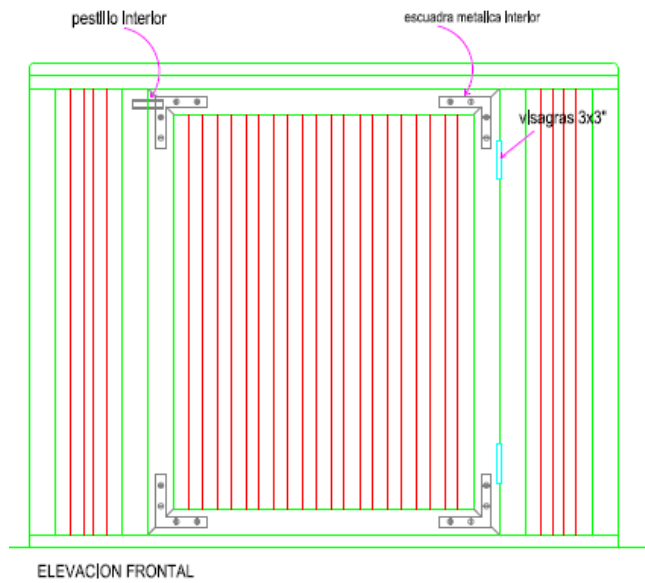 pestillo Interior
escuadra metalica Interior
visagras 3x3"
ELEVACION FRONTAL